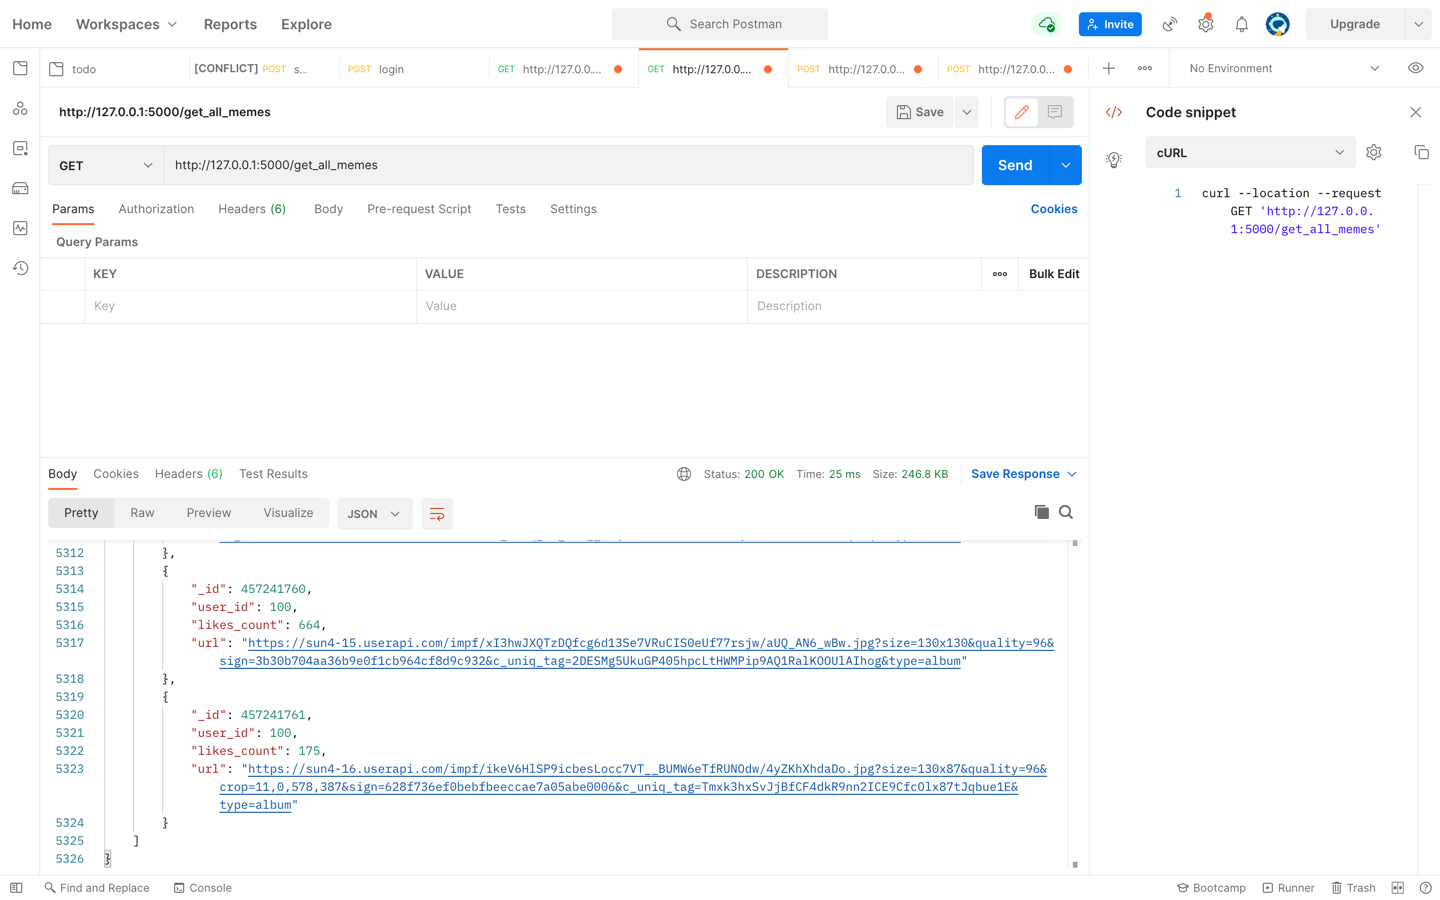 Home Workspaces Reports Explore Search Postman Invite Upgrade
todo [CONFLICT] POST s... POST login GET http://127.0.0.... GET http://127.0.0... POST http://127.0.0... POST http://127.0.0... No Environment
http://127.0.0.1:5000/get_all_memes Save Code snippet
GET http://127.0.0.1:5000/get_all_memes Send cURL
Params Authorization Headers (6) Body Pre-request Script Tests Settings Cookies
Query Params
KEY VALUE DESCRIPTION Bulk Edit
Key Value Description
1 curl --location --request
GET 'http://127.0.0.
1:5000/get_all_memes'
Body Cookies Headers (6) Test Results Status: 200 OK Time: 25 ms Size: 246.8 KB Save Response
Pretty Raw Preview Visualize JSON
5312 },
5313 {
5314 "_id": 457241760,
5315 "user_id": 100,
5316 "likes_count": 664,
5317 "url": "https://sun4-15.userapi.com/impf/xI3hwJXQTzDQfcg6d13Se7VRuCIS0eUf77rsjw/aUQ_AN6_wBw.jpg?size=130x130&quality=96&
sign=3b30b704aa36b9e0f1cb964cf8d9c932&c_uniq_tag=2DESMg5UkuGP405hpcLtHWMPip9AQ1RalKOOUlAIhog&type=album"
5318 },
5319 {
5320 "_id": 457241761,
5321 "user_id": 100,
5322 "likes_count": 175,
5323 "url": "https://sun4-16.userapi.com/impf/ikeV6HlSP9icbesLocc7VT__BUMW6eTfRUNOdw/4yZKhXhdaDo.jpg?size=130x87&quality=96&
crop=11,0,578,387&sign=628f736ef0bebfbeeccae7a05abe0006&c_uniq_tag=Tmxk3hxSvJjBfCF4dkR9nn2ICE9CfcOlx87tJqbue1E&
type=album"
5324 }
5325 ]
5326 }
Find and Replace Console Bootcamp Runner Trash